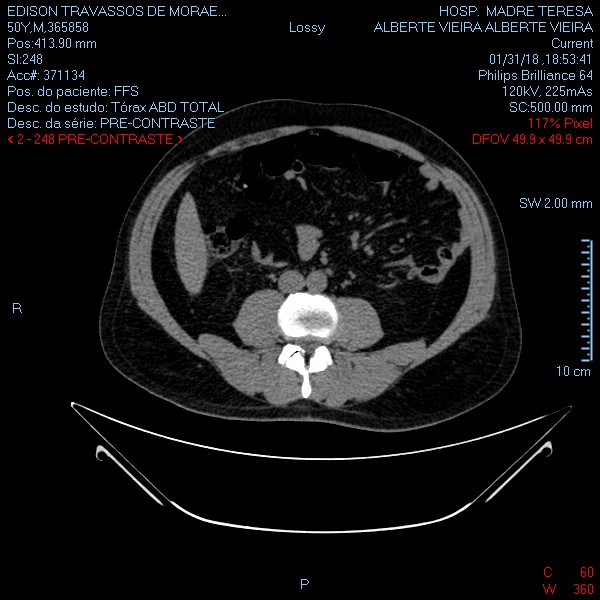 EDISON TRAVASSOS DE MORAE...
50Y,M,365858
Pos:413.90 mm
SI:248
Acc#: 371134
Pos. do paciente: FFS
Desc. do estudo: Tórax ABD TOTAL
Desc. da série: PRE-CONTRASTE
< 2 - 248 PRE-CONTRASTE >
Lossy
HOSP. MADRE TERESA
ALBERTE VIEIRA ALBERTE VIEIRA
Current
01/31/18 ,18:53:41
Philips Brilliance 64
120kV, 225mAs
SC:500.00 mm
117% Pixel
DFOV 49.9 x 49.9 cm
SW 2.00 mm
R
10 cm
P
C 60
W 360